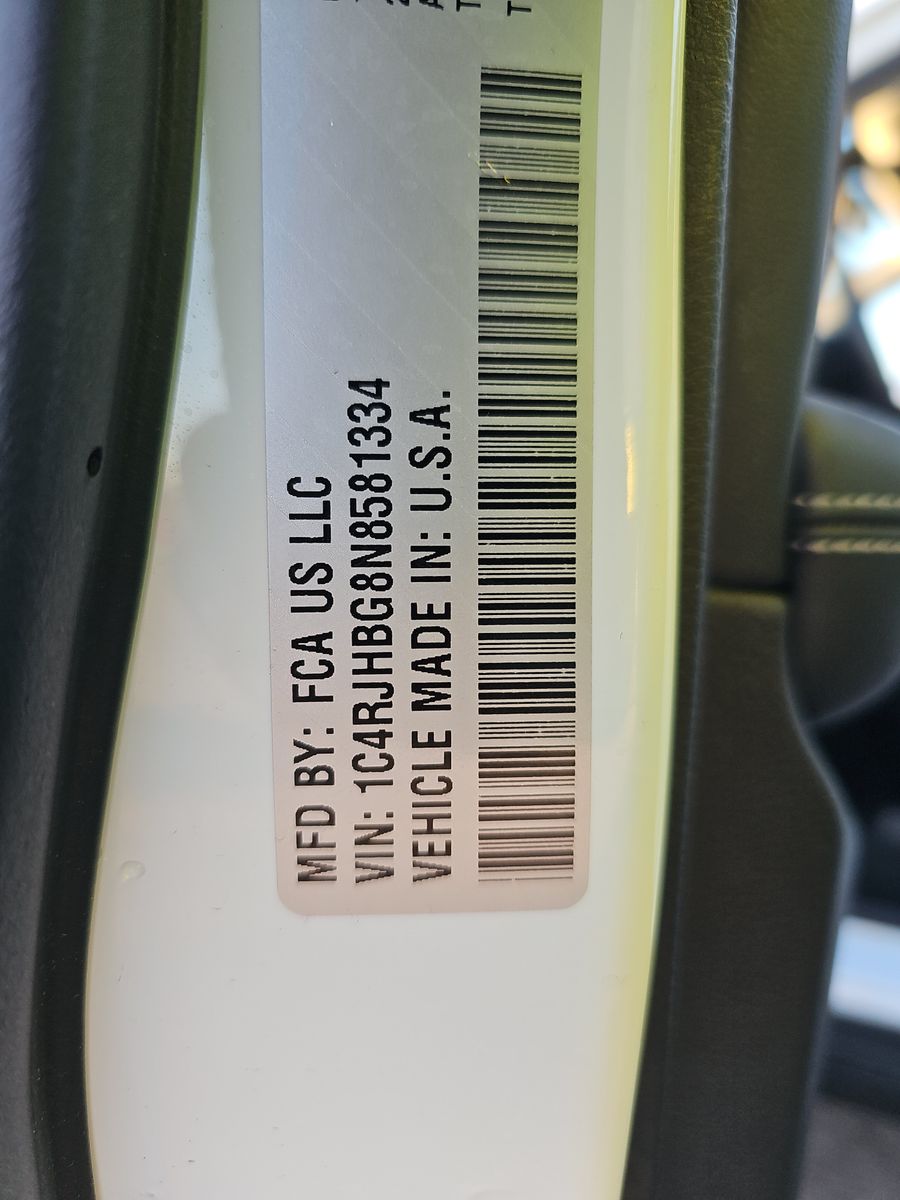 MFD BY: FCA US LLC
VIN: 1C4RJHBG8N8581334
VEHICLE MADE IN: U.S.A.